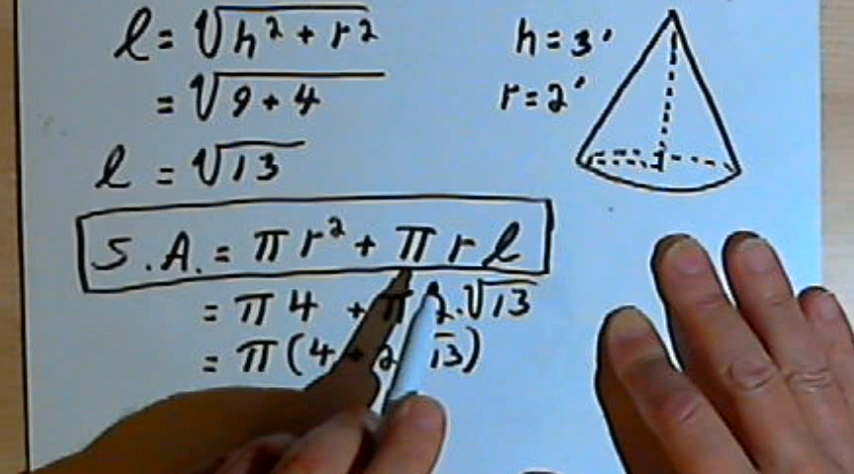 l = √h² + r²
= √9 + 4
l = √13
h = 3'
r = 2'
S.A. = πr² + πrl
= π4 + π2·√13
= π(4 + 2 13)